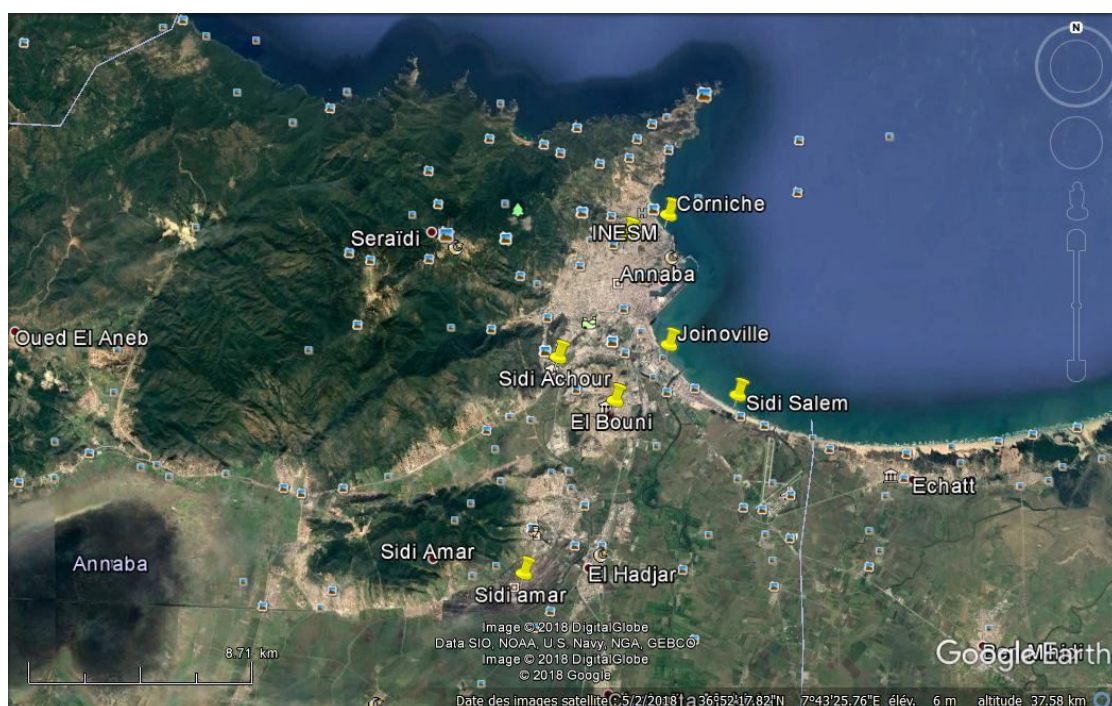 N
Corniche
INESM
Seraïdi
Annaba
Oued El Aneb
Joinoville
Sidi Achour
Sidi Salem
El Bouni
Echatt
Annaba
Sidi Amar
El Hadjar
Sidi amar
Image © 2018 DigitalGlobe
Data SIO, NOAA, U.S. Navy, NGA, GEBCO
Image © 2018 DigitalGlobe
© 2018 Google
8.71 km
Google Earth
Date des images satellite : 5/2/2018 36°52'17.82"N 7°43'25.76"E élév. 6 m altitude 37.58 km